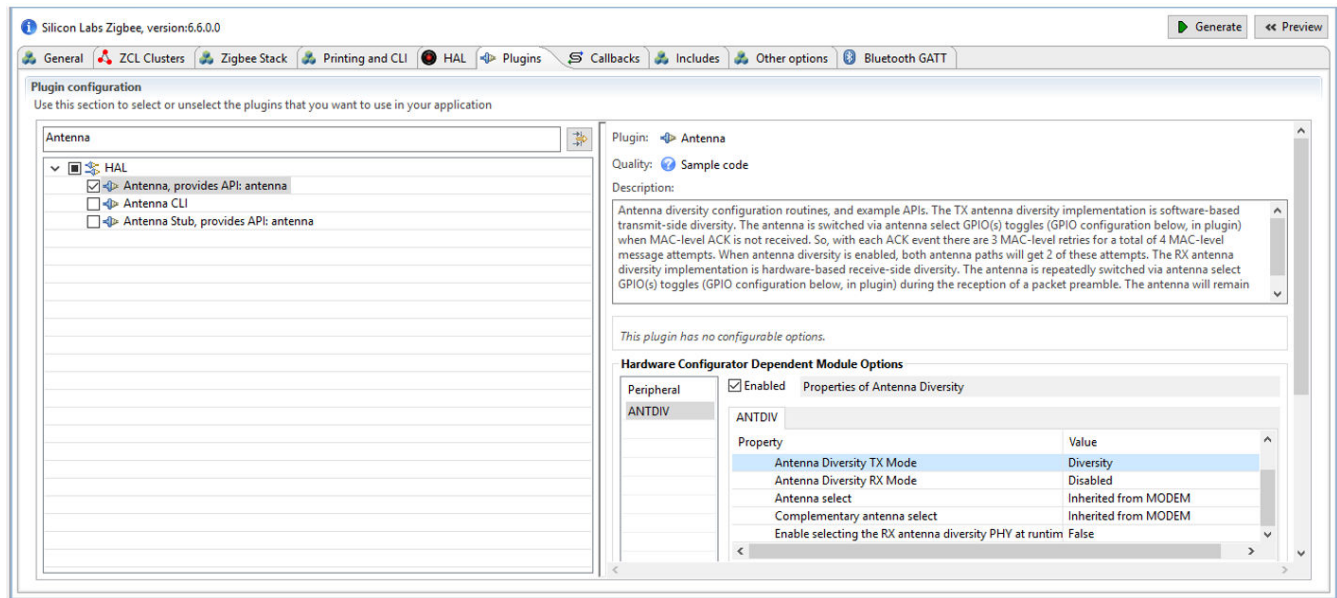 Silicon Labs Zigbee, version:6.6.0.0
Generate
Preview
General
ZCL Clusters
Zigbee Stack
Printing and CLI
HAL
Plugins
Callbacks
Includes
Other options
Bluetooth GATT
Plugin configuration
Use this section to select or unselect the plugins that you want to use in your application
Antenna
HAL
Antenna, provides API: antenna
Antenna CLI
Antenna Stub, provides API: antenna
Plugin: Antenna
Quality: Sample code
Description:
Antenna diversity configuration routines, and example APIs. The TX antenna diversity implementation is software-based
transmit-side diversity. The antenna is switched via antenna select GPIO(s) toggles (GPIO configuration below, in plugin)
when MAC-level ACK is not received. So, with each ACK event there are 3 MAC-level retries for a total of 4 MAC-level
message attempts. When antenna diversity is enabled, both antenna paths will get 2 of these attempts. The RX antenna
diversity implementation is hardware-based receive-side diversity. The antenna is repeatedly switched via antenna select
GPIO(s) toggles (GPIO configuration below, in plugin) during the reception of a packet preamble. The antenna will remain
This plugin has no configurable options.
Hardware Configurator Dependent Module Options
Peripheral
ANTDIV
Enabled Properties of Antenna Diversity
ANTDIV
Property Value
Antenna Diversity TX Mode Diversity
Antenna Diversity RX Mode Disabled
Antenna select Inherited from MODEM
Complementary antenna select Inherited from MODEM
Enable selecting the RX antenna diversity PHY at runtim False